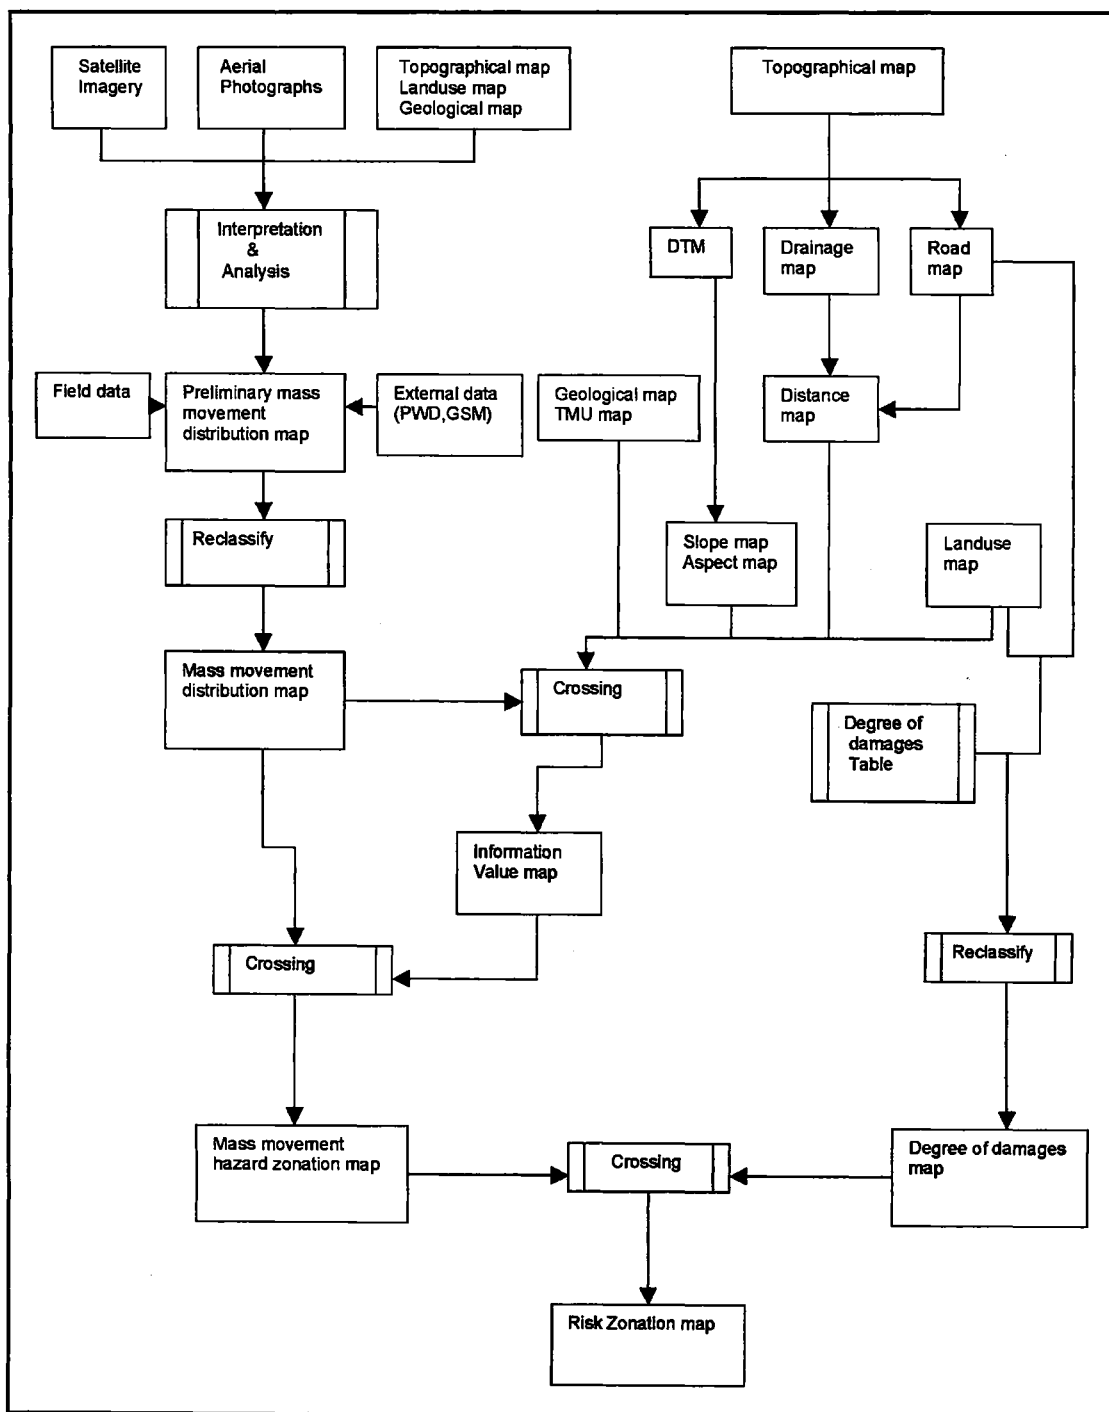 Satellite
Imagery
Aerial
Photographs
Topographical map
Landuse map
Geological map
Topographical map
Interpretation
&
Analysis
DTM
Drainage
map
Road
map
Field data
Preliminary mass
movement
distribution map
External data
(PWD,GSM)
Geological map
TMU map
Distance
map
Reclassify
Slope map
Aspect map
Landuse
map
Mass movement
distribution map
Crossing
Degree of
damages
Table
Information
Value map
Crossing
Reclassify
Mass movement
hazard zonation map
Crossing
Degree of damages
map
Risk Zonation map